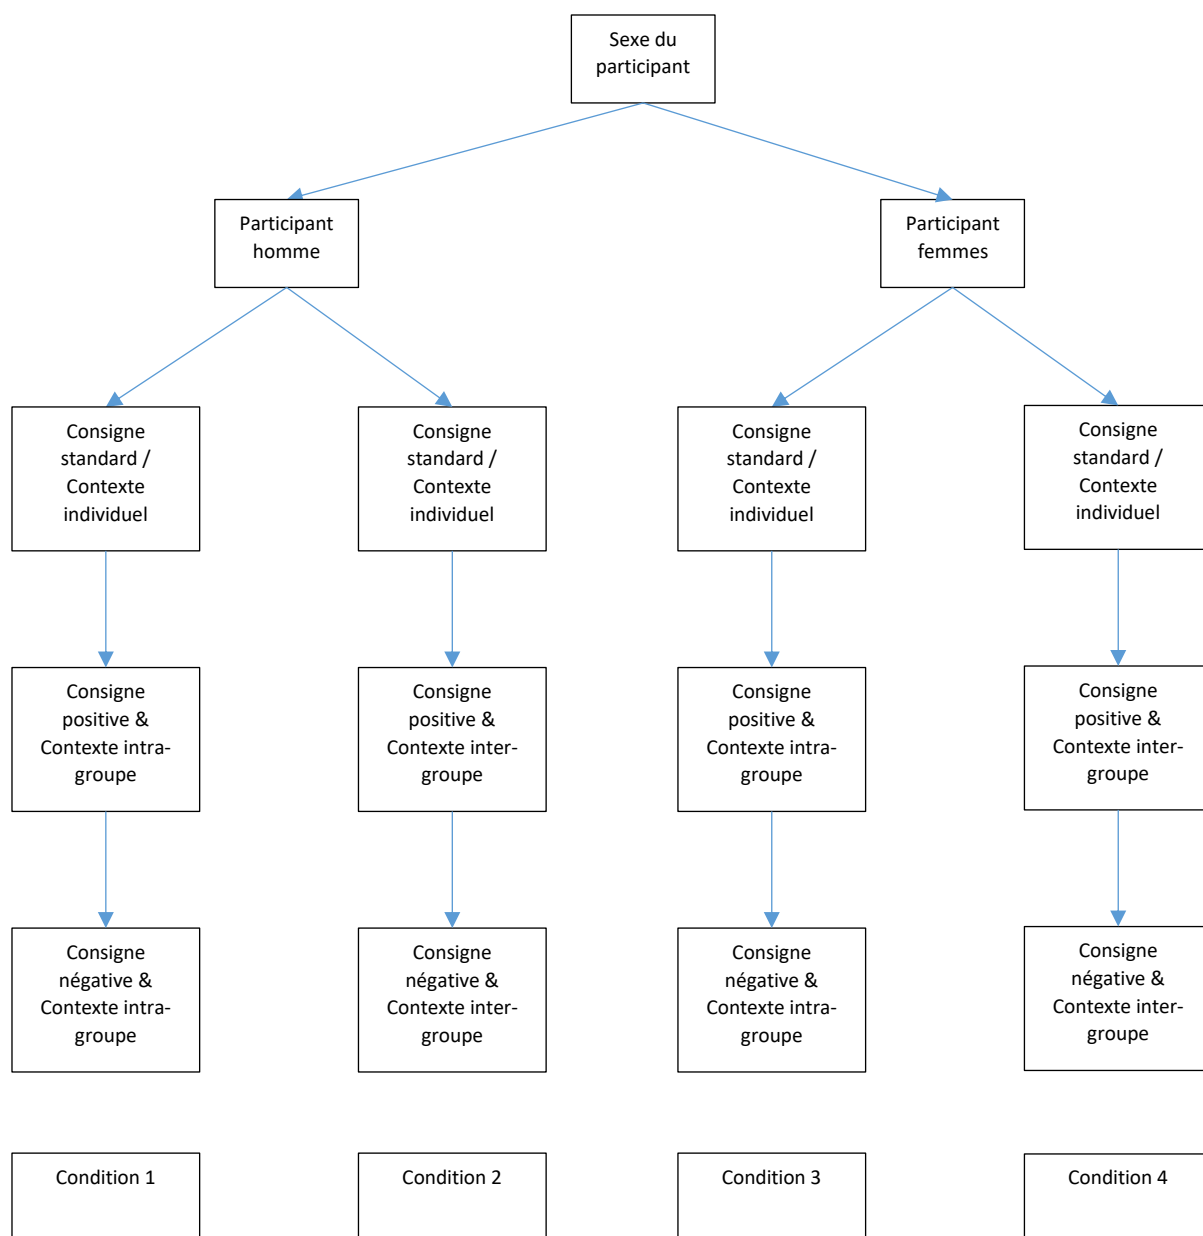 Sexe du
participant
Participant
homme
Participant
femmes
Consigne
standard /
Contexte
individuel
Consigne
standard /
Contexte
individuel
Consigne
standard /
Contexte
individuel
Consigne
standard /
Contexte
individuel
Consigne
positive &
Contexte intra-
groupe
Consigne
positive &
Contexte inter-
groupe
Consigne
positive &
Contexte intra-
groupe
Consigne
positive &
Contexte inter-
groupe
Consigne
négative &
Contexte intra-
groupe
Consigne
négative &
Contexte inter-
groupe
Consigne
négative &
Contexte intra-
groupe
Consigne
négative &
Contexte inter-
groupe
Condition 1
Condition 2
Condition 3
Condition 4